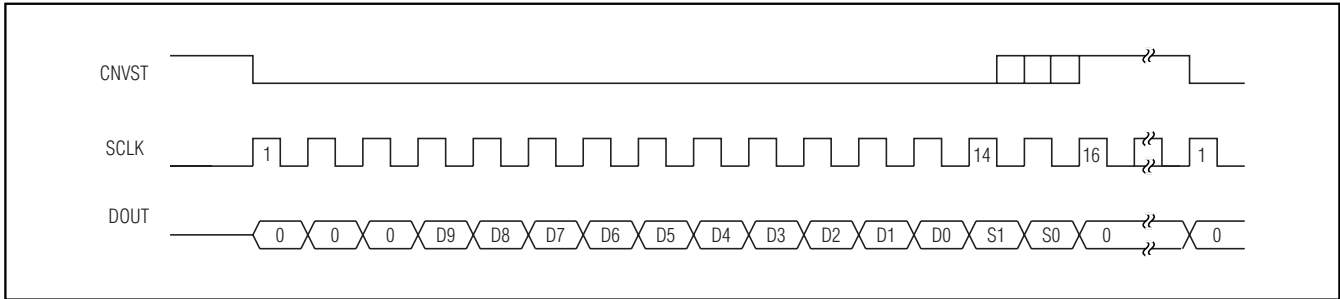 CNVST
SCLK
1 14 16 1
DOUT
0 0 0 D9 D8 D7 D6 D5 D4 D3 D2 D1 D0 S1 S0 0 0